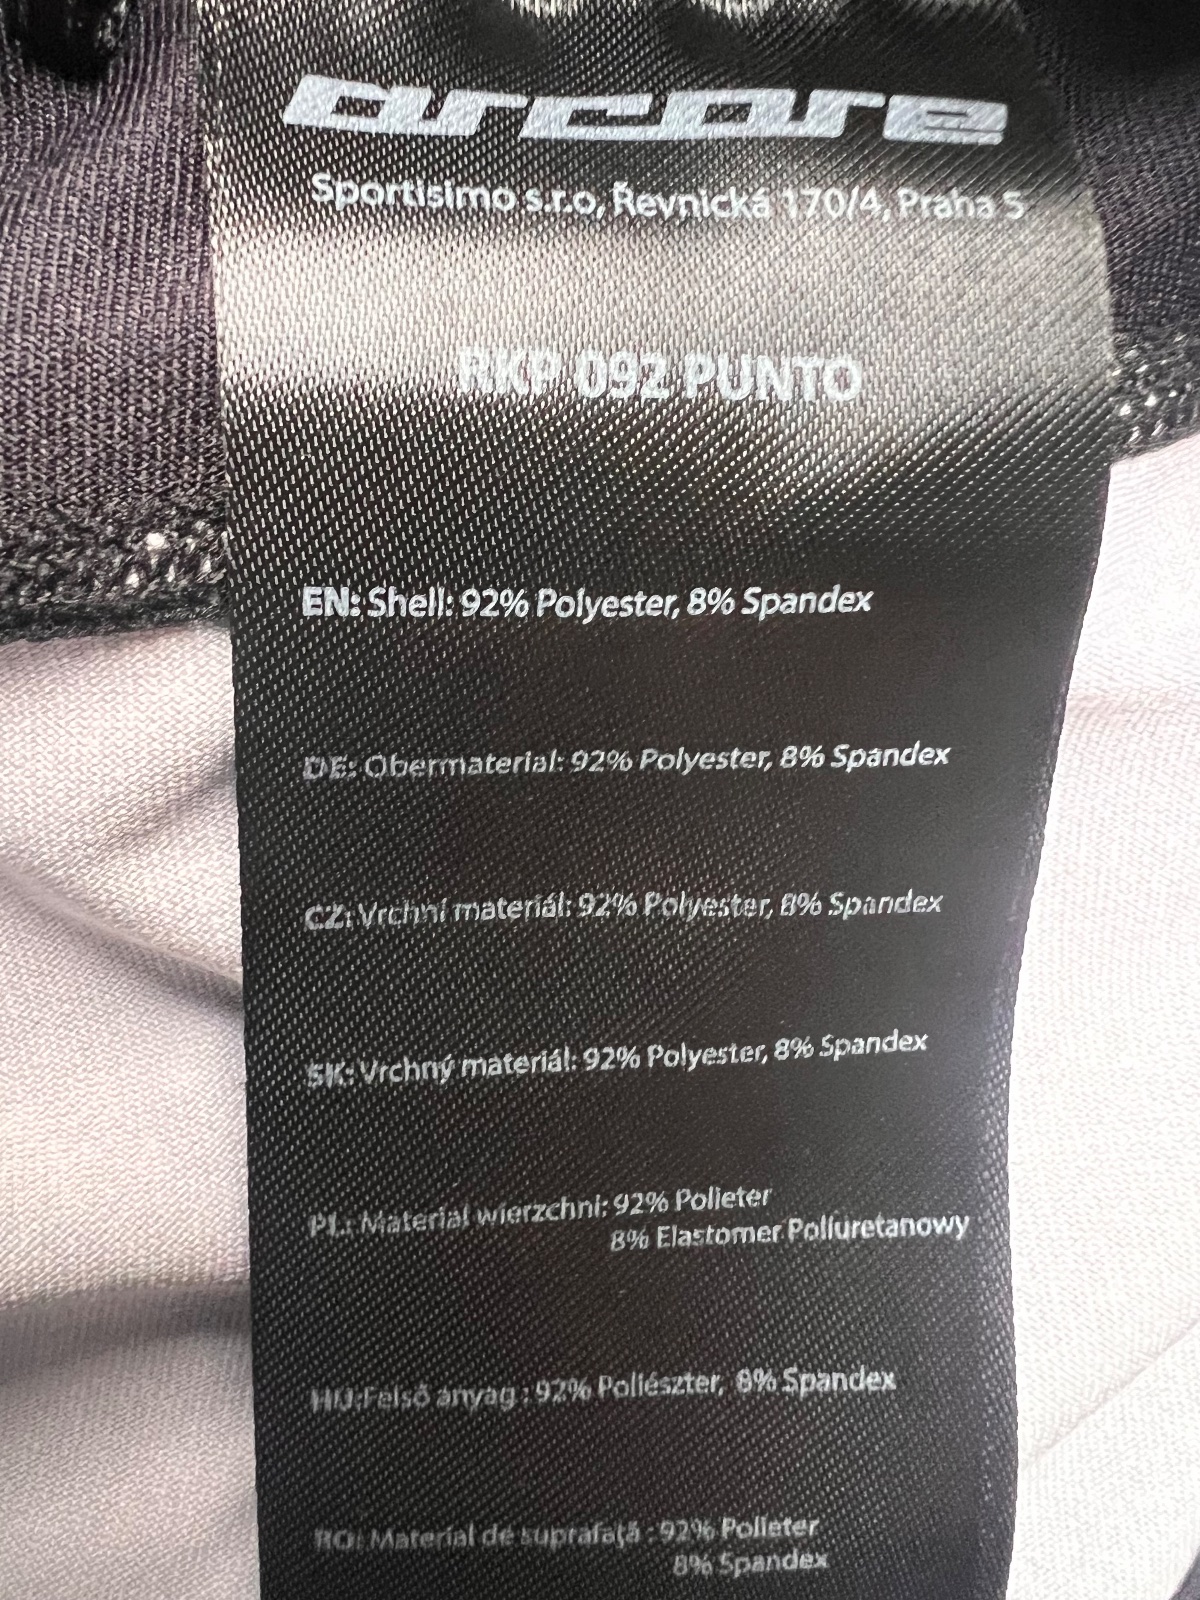 arcore
Sportisimo s.r.o, Řevnická 170/4, Praha 5
RKP 092 PUNTO
EN: Shell: 92% Polyester, 8% Spandex
DE: Obermaterial: 92% Polyester, 8% Spandex
CZ: Vrchní materiál: 92% Polyester, 8% Spandex
SK: Vrchný materiál: 92% Polyester, 8% Spandex
PL: Material wierzchni: 92% Polieter
8% Elastomer Poliuretanowy
HU:Felső anyag : 92% Poliészter, 8% Spandex
RO: Material de suprafaţă : 92% Polieter
8% Spandex